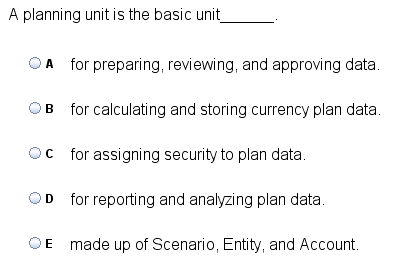 A planning unit is the basic unit_______.
A for preparing, reviewing, and approving data.
B for calculating and storing currency plan data.
C for assigning security to plan data.
D for reporting and analyzing plan data.
E made up of Scenario, Entity, and Account.